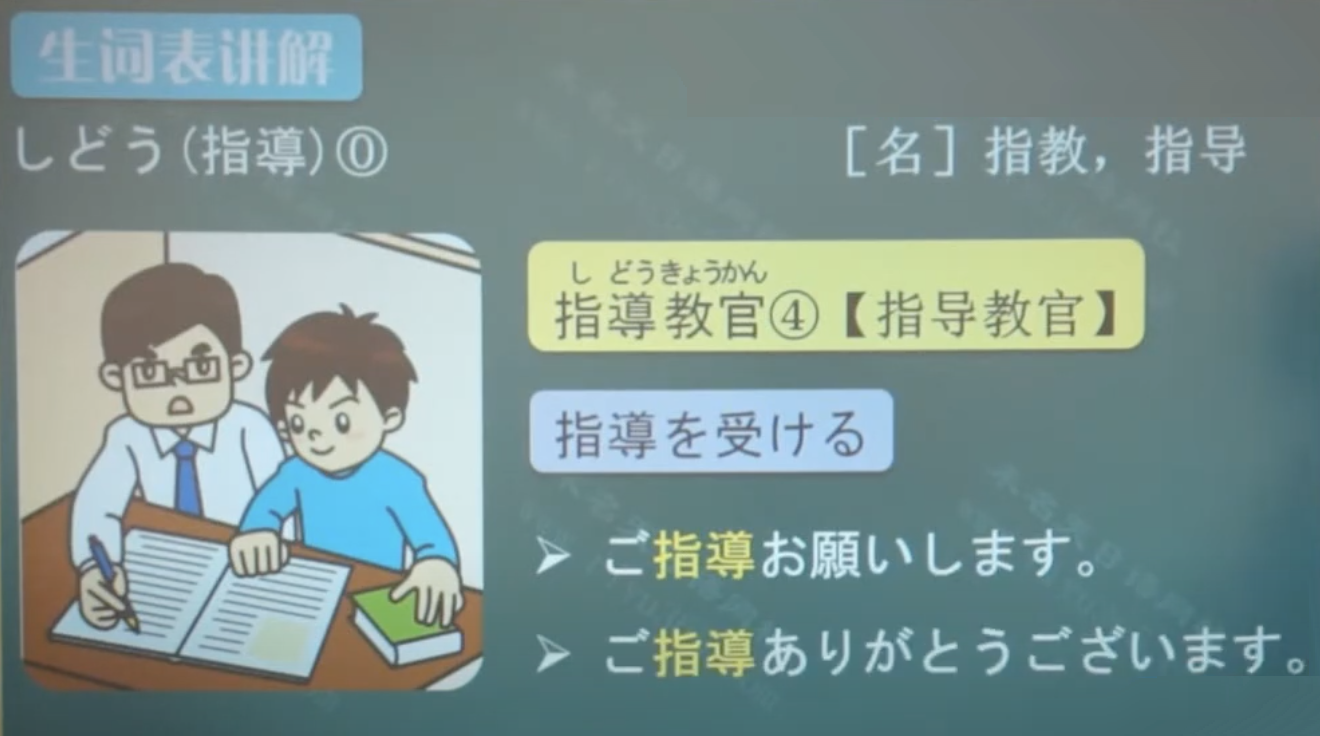 生词表讲解
しどう(指導)⓪ [名] 指教，指导
しどうきょうかん
指導教官④【指导教官】
指導を受ける
➢ ご指導お願いします。
➢ ご指導ありがとうございます。